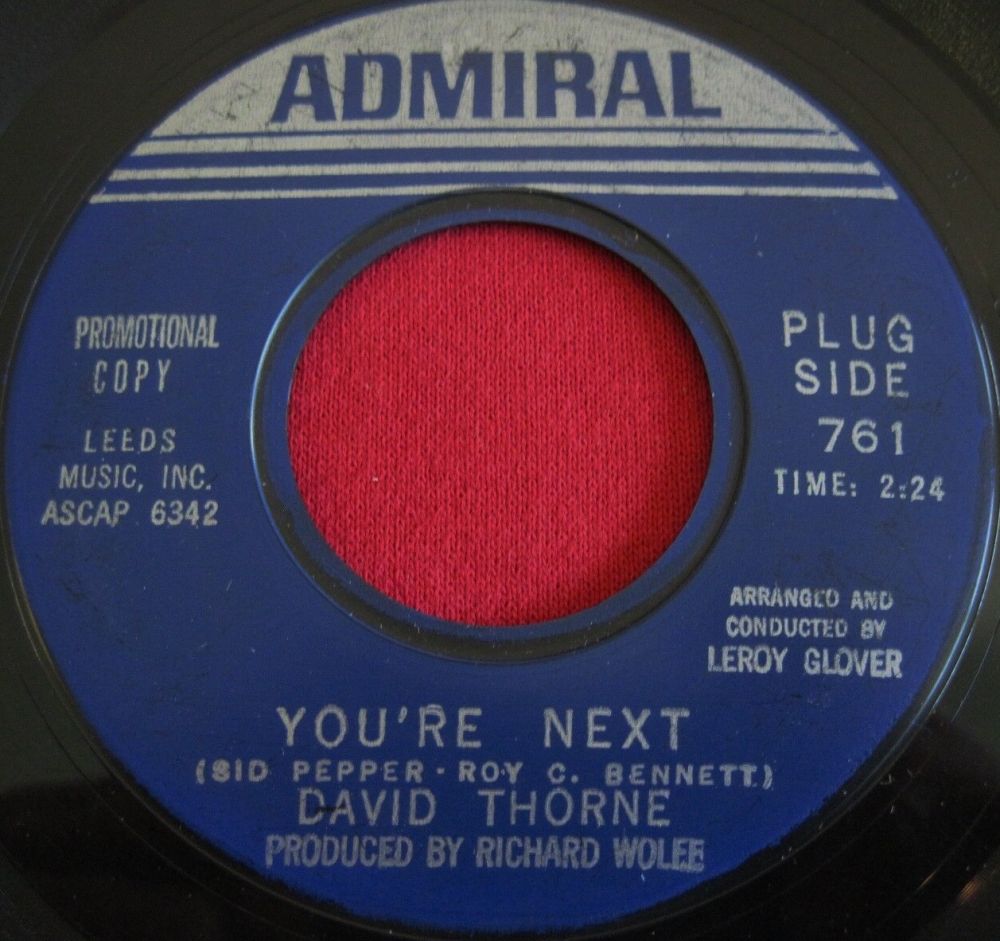 ADMIRAL
PROMOTIONAL
COPY
LEEDS
MUSIC, INC.
ASCAP 6342
PLUG
SIDE
761
TIME: 2:24
ARRANGED AND
CONDUCTED BY
LEROY GLOVER
YOU'RE NEXT
(SID PEPPER - ROY C. BENNETT)
DAVID THORNE
PRODUCED BY RICHARD WOLEE